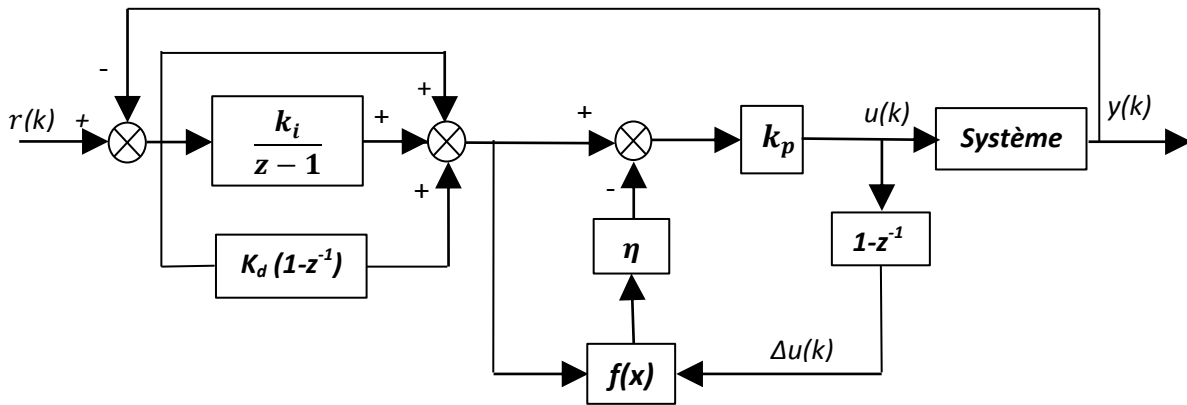 -
r(k)
+
k_i
z − 1
+
+
+
K_d (1-z^{-1})
+
-
η
k_p
u(k)
Système
y(k)
1-z^{-1}
f(x)
Δu(k)